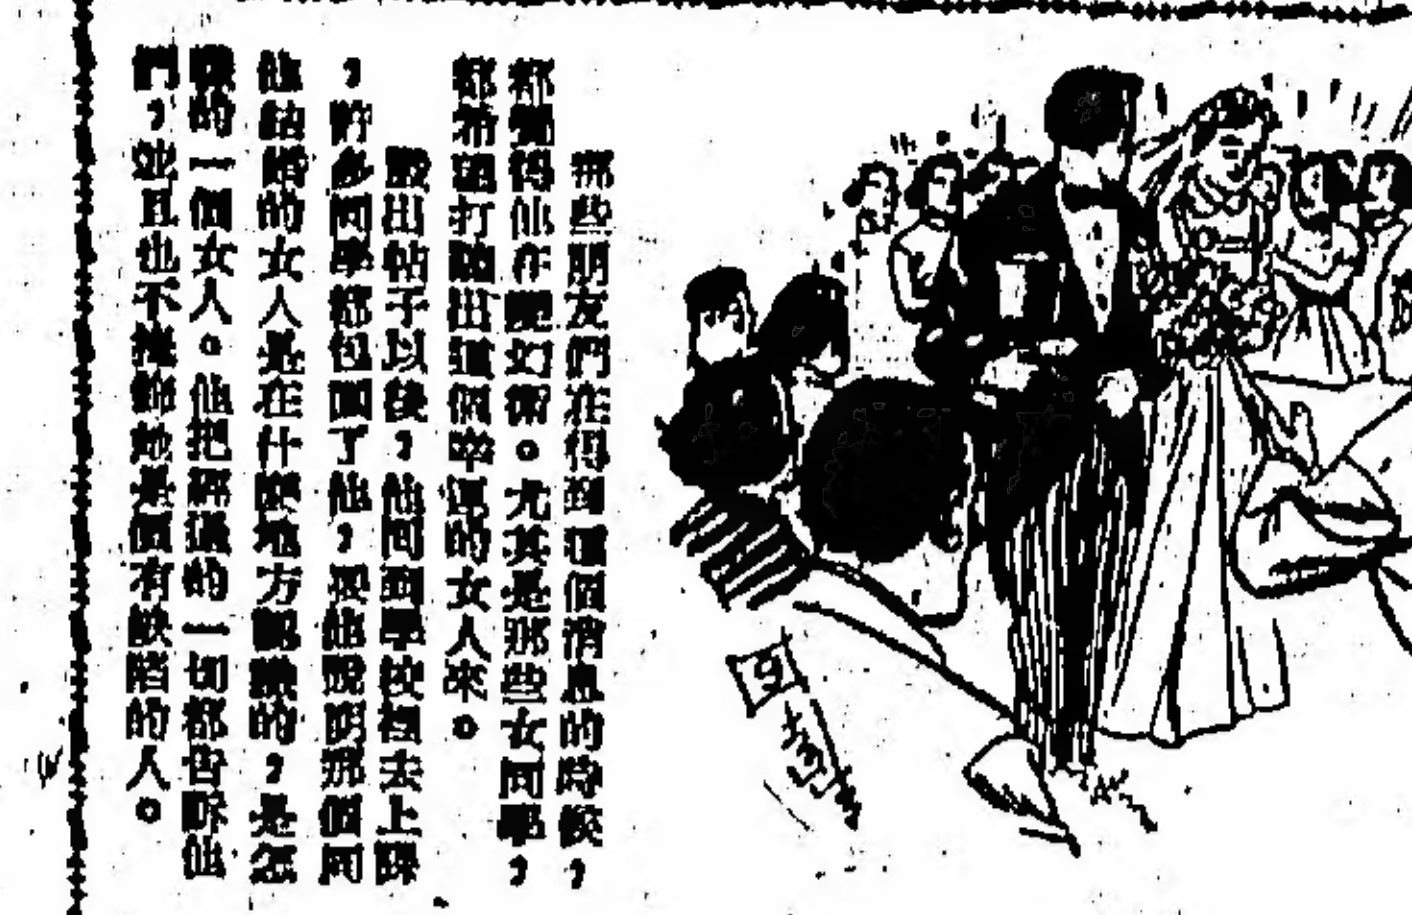 那些朋友們在得到這個消息的時候，
都覺得他在變幻術。尤其是那些女同學，
都希望打聽出這個幸運的女人來。
發出帖子以後，他回到學校裡去上課
，許多同學都包圍了他，要他說明那個同
他結婚的女人是在什麼地方認識的，是怎
樣的一個女人。他把經過的一切都告訴他
們，並且也不掩飾她是個有缺陷的人。